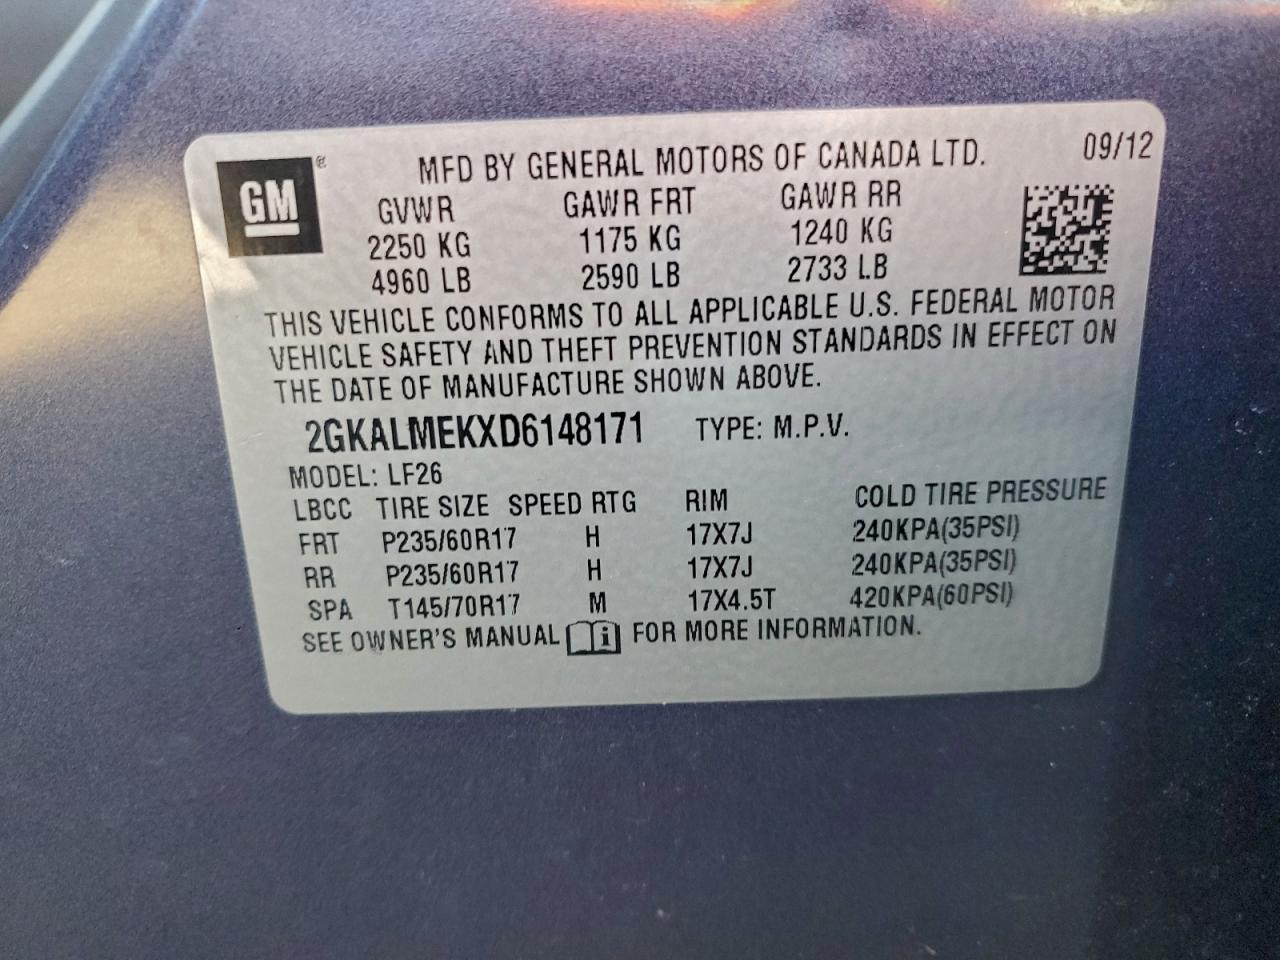 GM ®
MFD BY GENERAL MOTORS OF CANADA LTD. 09/12
GVWR GAWR FRT GAWR RR
2250 KG 1175 KG 1240 KG
4960 LB 2590 LB 2733 LB
THIS VEHICLE CONFORMS TO ALL APPLICABLE U.S. FEDERAL MOTOR
VEHICLE SAFETY AND THEFT PREVENTION STANDARDS IN EFFECT ON
THE DATE OF MANUFACTURE SHOWN ABOVE.
2GKALMEKXD6148171 TYPE: M.P.V.
MODEL: LF26
LBCC TIRE SIZE SPEED RTG RIM COLD TIRE PRESSURE
FRT P235/60R17 H 17X7J 240KPA(35PSI)
RR P235/60R17 H 17X7J 240KPA(35PSI)
SPA T145/70R17 M 17X4.5T 420KPA(60PSI)
SEE OWNER'S MANUAL i FOR MORE INFORMATION.